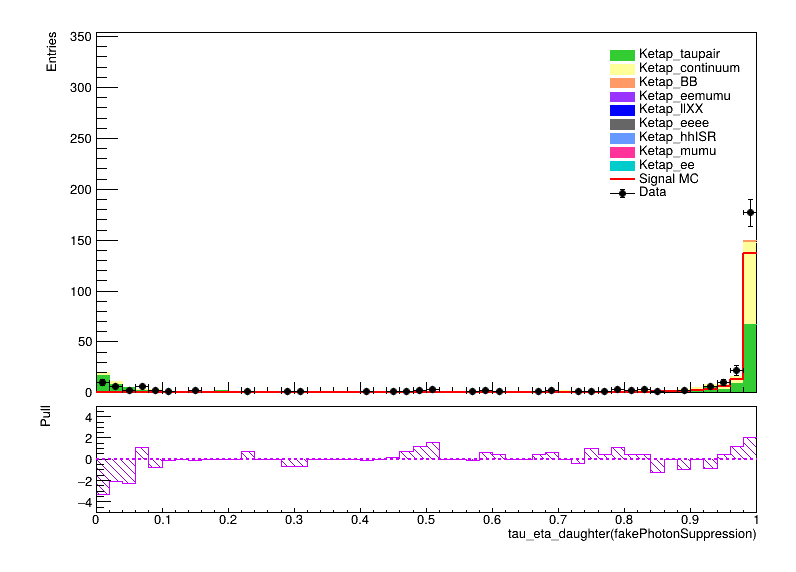 Entries
350
300
250
200
150
100
50
0
Ketap_taupair
Ketap_continuum
Ketap_BB
Ketap_eemumu
Ketap_llXX
Ketap_eeee
Ketap_hhISR
Ketap_mumu
Ketap_ee
Signal MC
Data
Pull
4
2
0
−2
−4
0 0.1 0.2 0.3 0.4 0.5 0.6 0.7 0.8 0.9 1
tau_eta_daughter(fakePhotonSuppression)